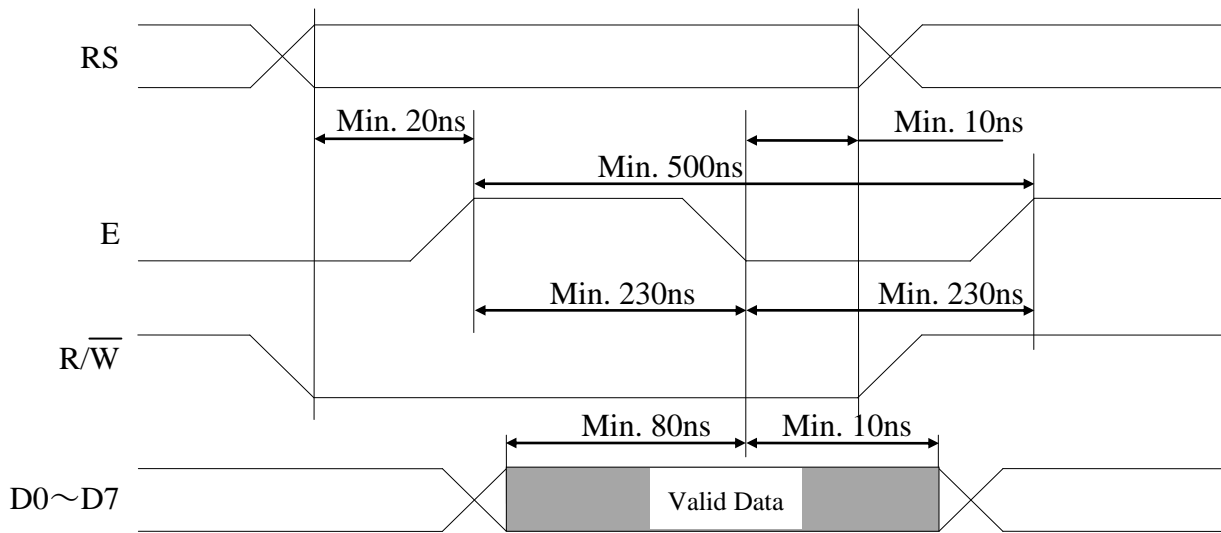 RS
Min. 20ns
Min. 10ns
Min. 500ns
E
Min. 230ns
Min. 230ns
R/W̅
Min. 80ns
Min. 10ns
D0～D7
Valid Data